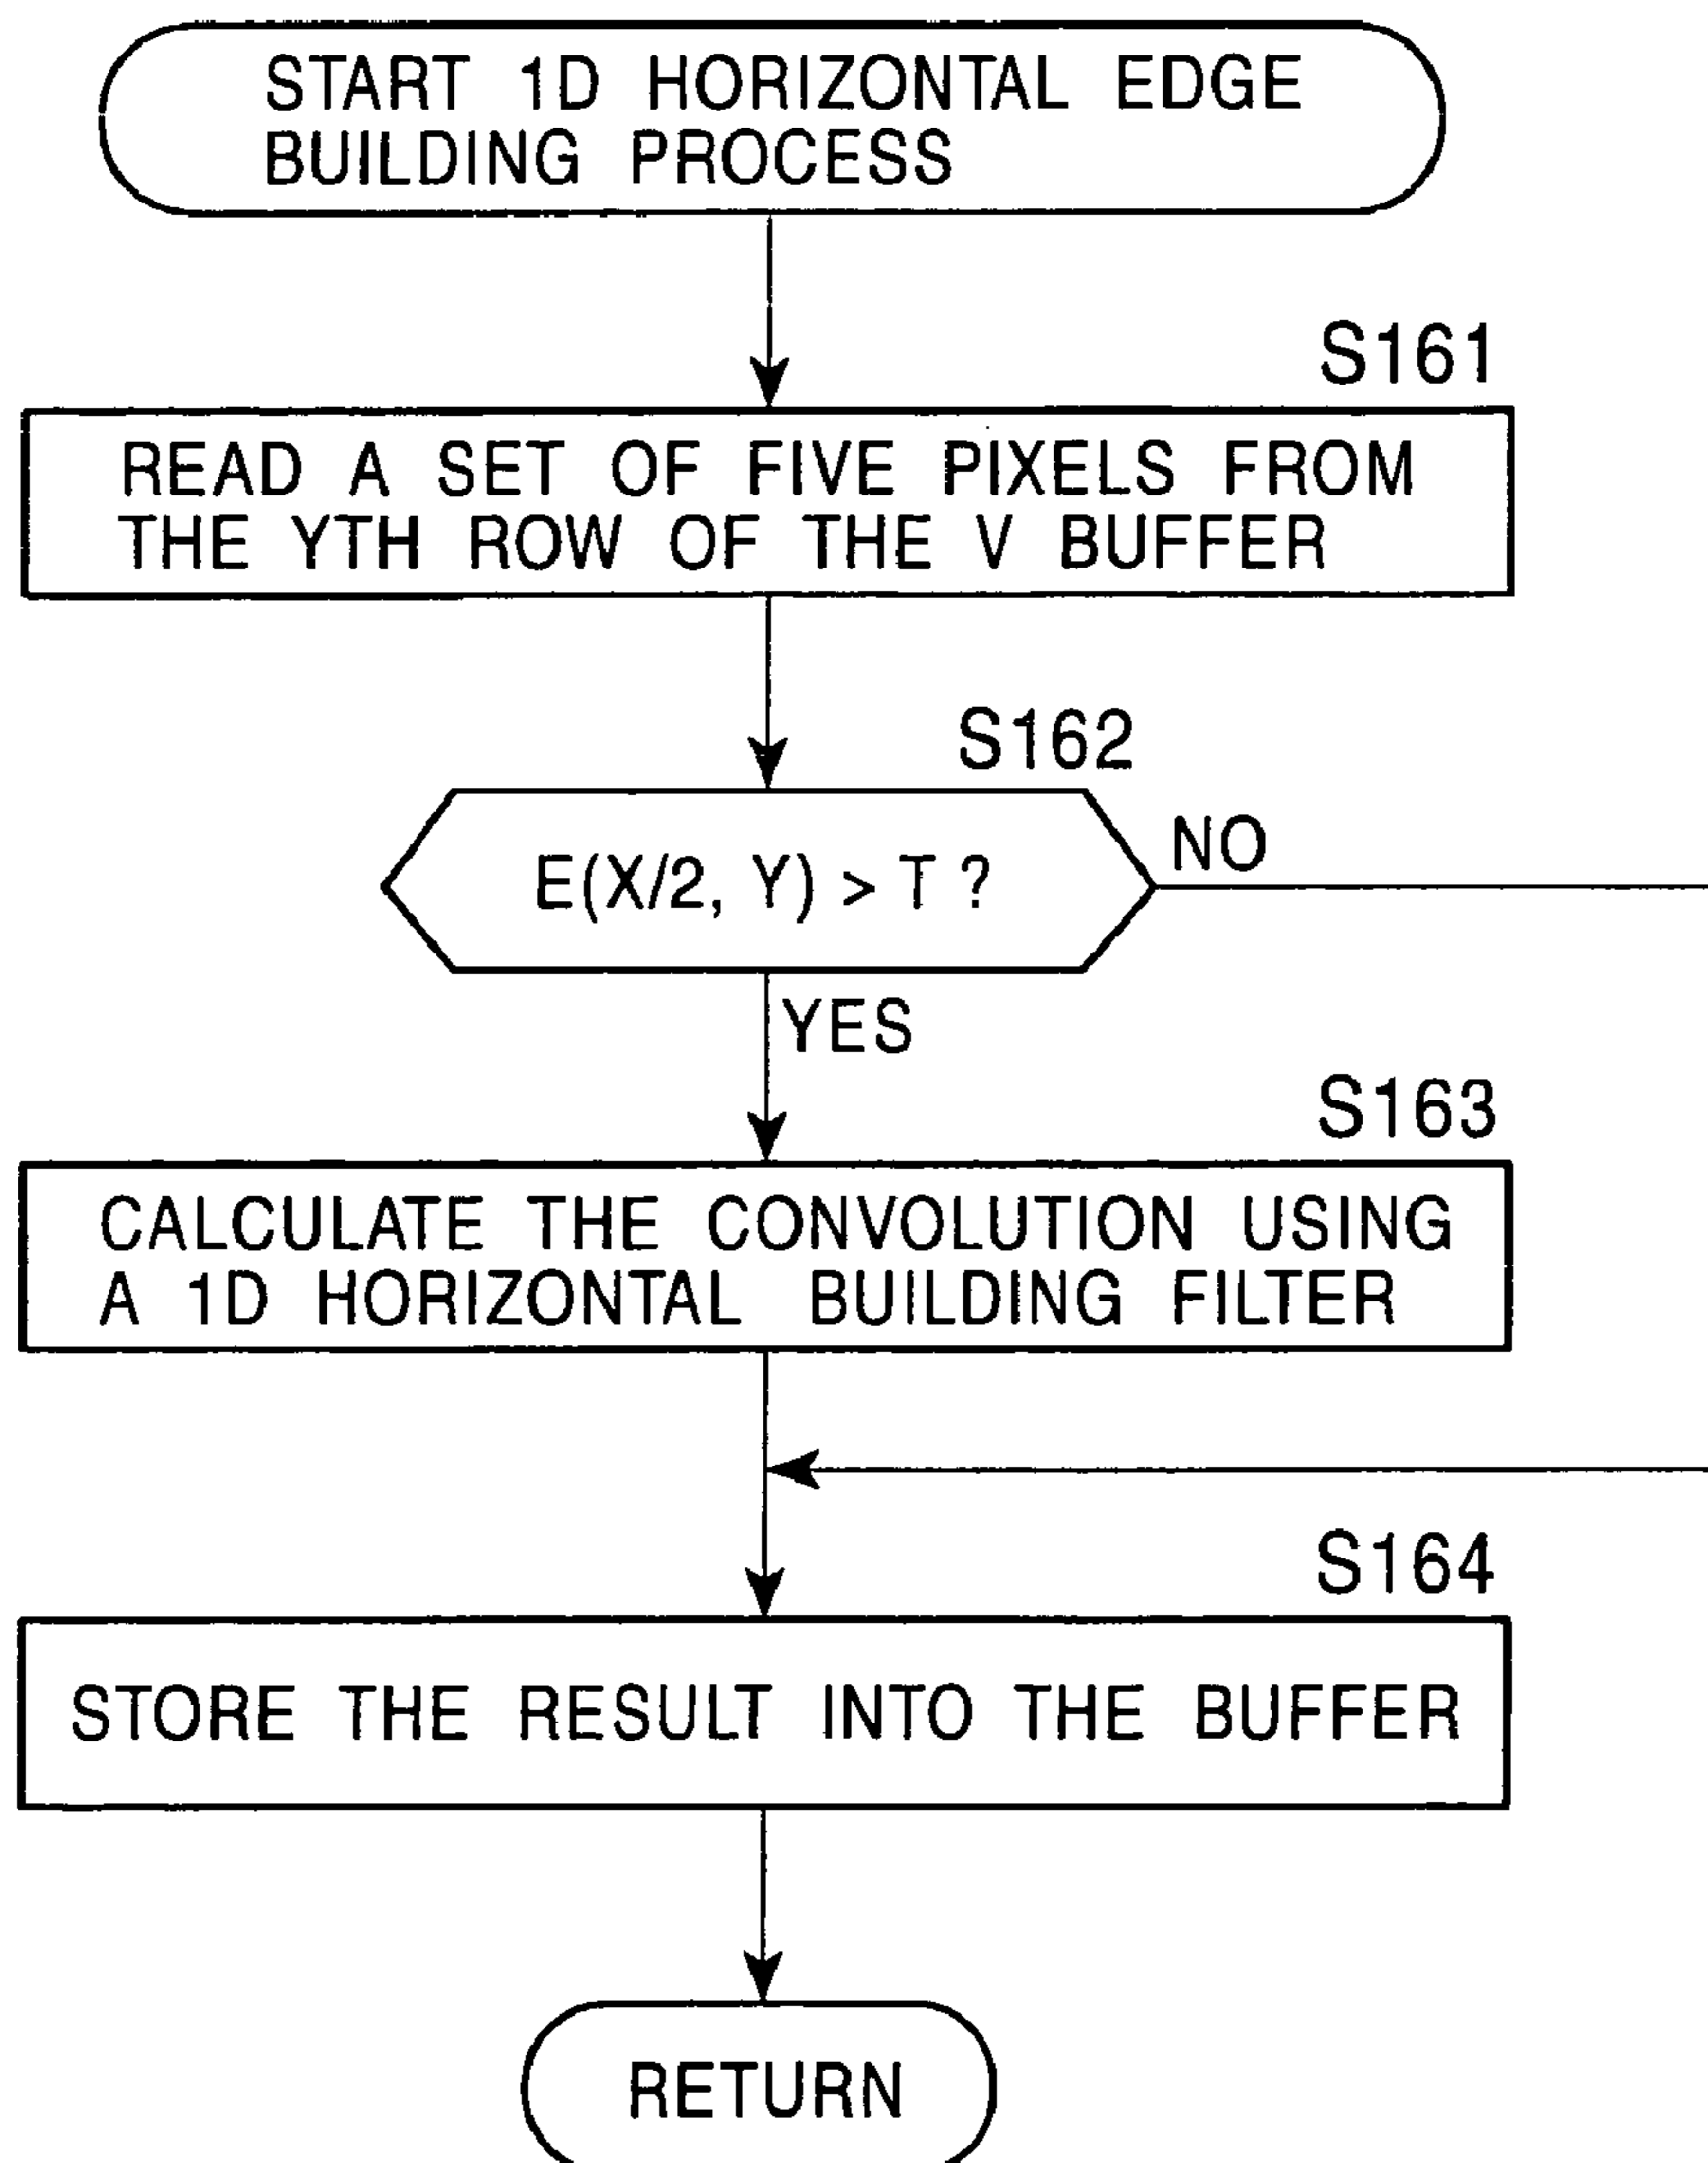 START 1D HORIZONTAL EDGE
BUILDING PROCESS
S161
READ A SET OF FIVE PIXELS FROM
THE YTH ROW OF THE V BUFFER
S162
E(X/2, Y) > T ?
NO
YES
S163
CALCULATE THE CONVOLUTION USING
A 1D HORIZONTAL BUILDING FILTER
S164
STORE THE RESULT INTO THE BUFFER
RETURN